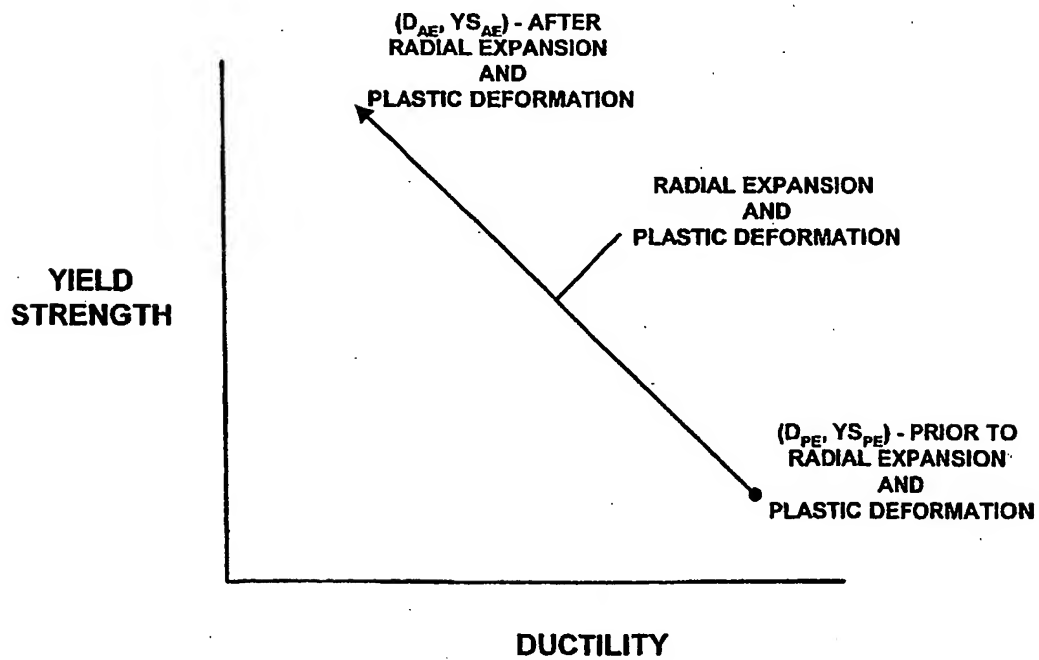 (D_AE, YS_AE) - AFTER
RADIAL EXPANSION
AND
PLASTIC DEFORMATION
RADIAL EXPANSION
AND
PLASTIC DEFORMATION
YIELD
STRENGTH
(D_PE, YS_PE) - PRIOR TO
RADIAL EXPANSION
AND
PLASTIC DEFORMATION
DUCTILITY